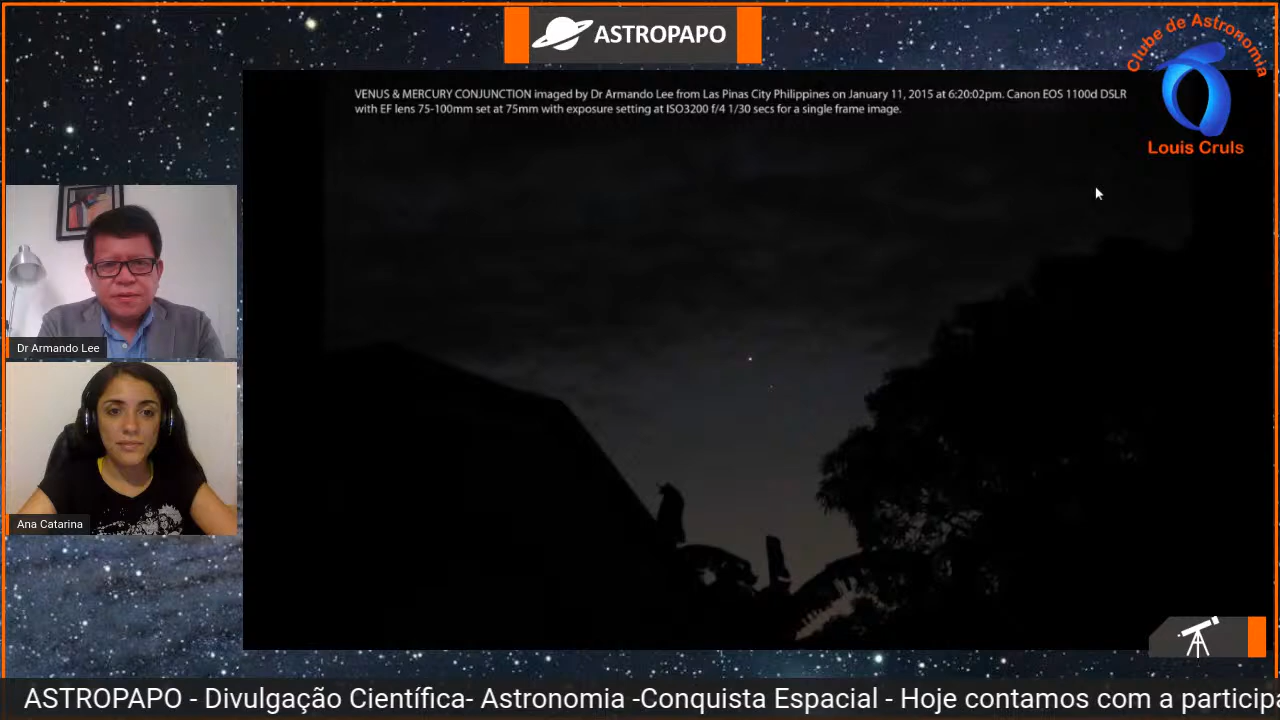 ASTROPAPO
Clube de Astronomia
Louis Cruls
VENUS & MERCURY CONJUNCTION imaged by Dr Armando Lee from Las Pinas City Philippines on January 11, 2015 at 6:20:02pm. Canon EOS 1100d DSLR
with EF lens 75-100mm set at 75mm with exposure setting at ISO3200 f/4 1/30 secs for a single frame image.
Dr Armando Lee
Ana Catarina
ASTROPAPO - Divulgação Científica- Astronomia -Conquista Espacial - Hoje contamos com a particip